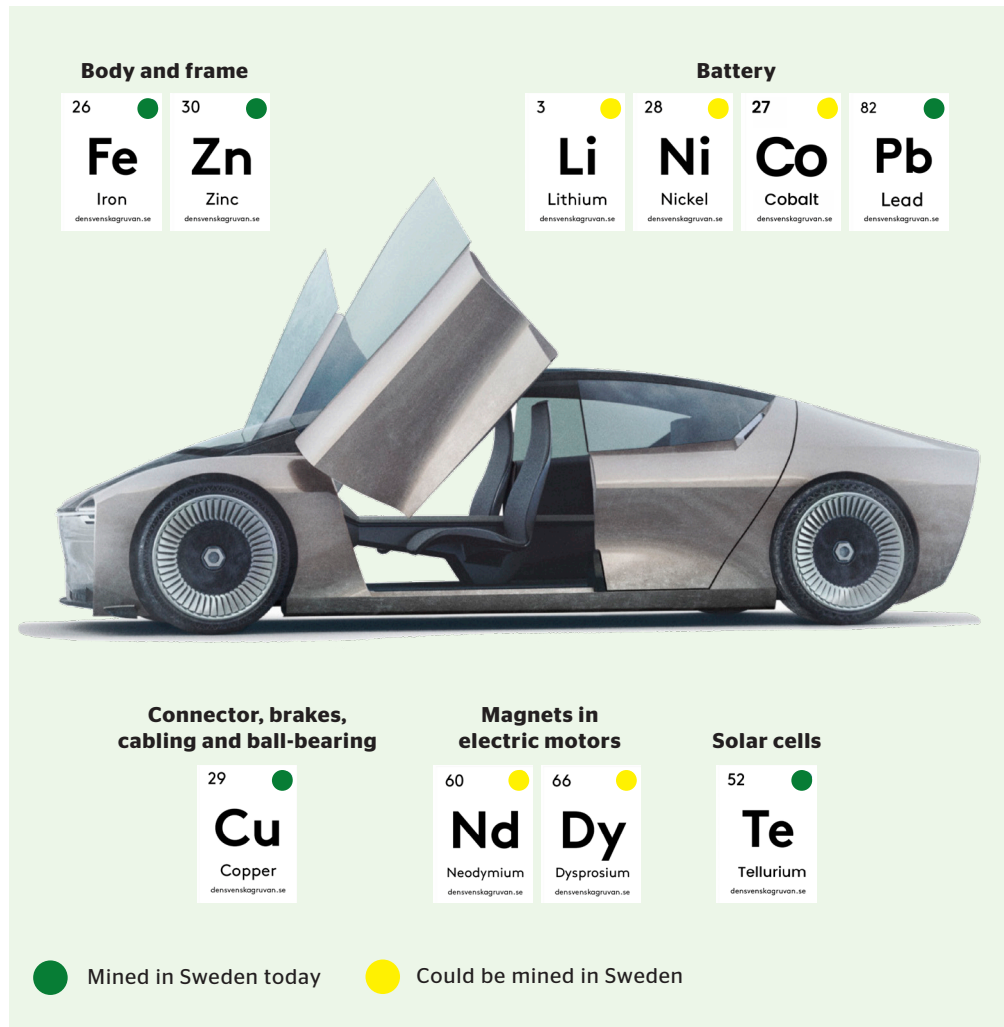 Body and frame
26
Fe
Iron
densvenskagruvan.se
30
Zn
Zinc
densvenskagruvan.se
Battery
3
Li
Lithium
densvenskagruvan.se
28
Ni
Nickel
densvenskagruvan.se
27
Co
Cobalt
densvenskagruvan.se
82
Pb
Lead
densvenskagruvan.se
Connector, brakes,
cabling and ball-bearing
29
Cu
Copper
densvenskagruvan.se
Magnets in
electric motors
60
Nd
Neodymium
densvenskagruvan.se
66
Dy
Dysprosium
densvenskagruvan.se
Solar cells
52
Te
Tellurium
densvenskagruvan.se
Mined in Sweden today
Could be mined in Sweden